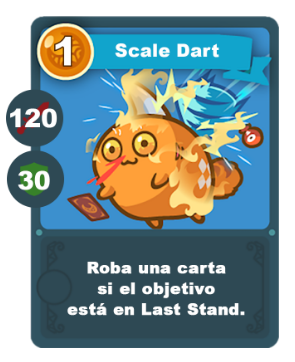 1
Scale Dart
120
30
Roba una carta
si el objetivo
está en Last Stand.